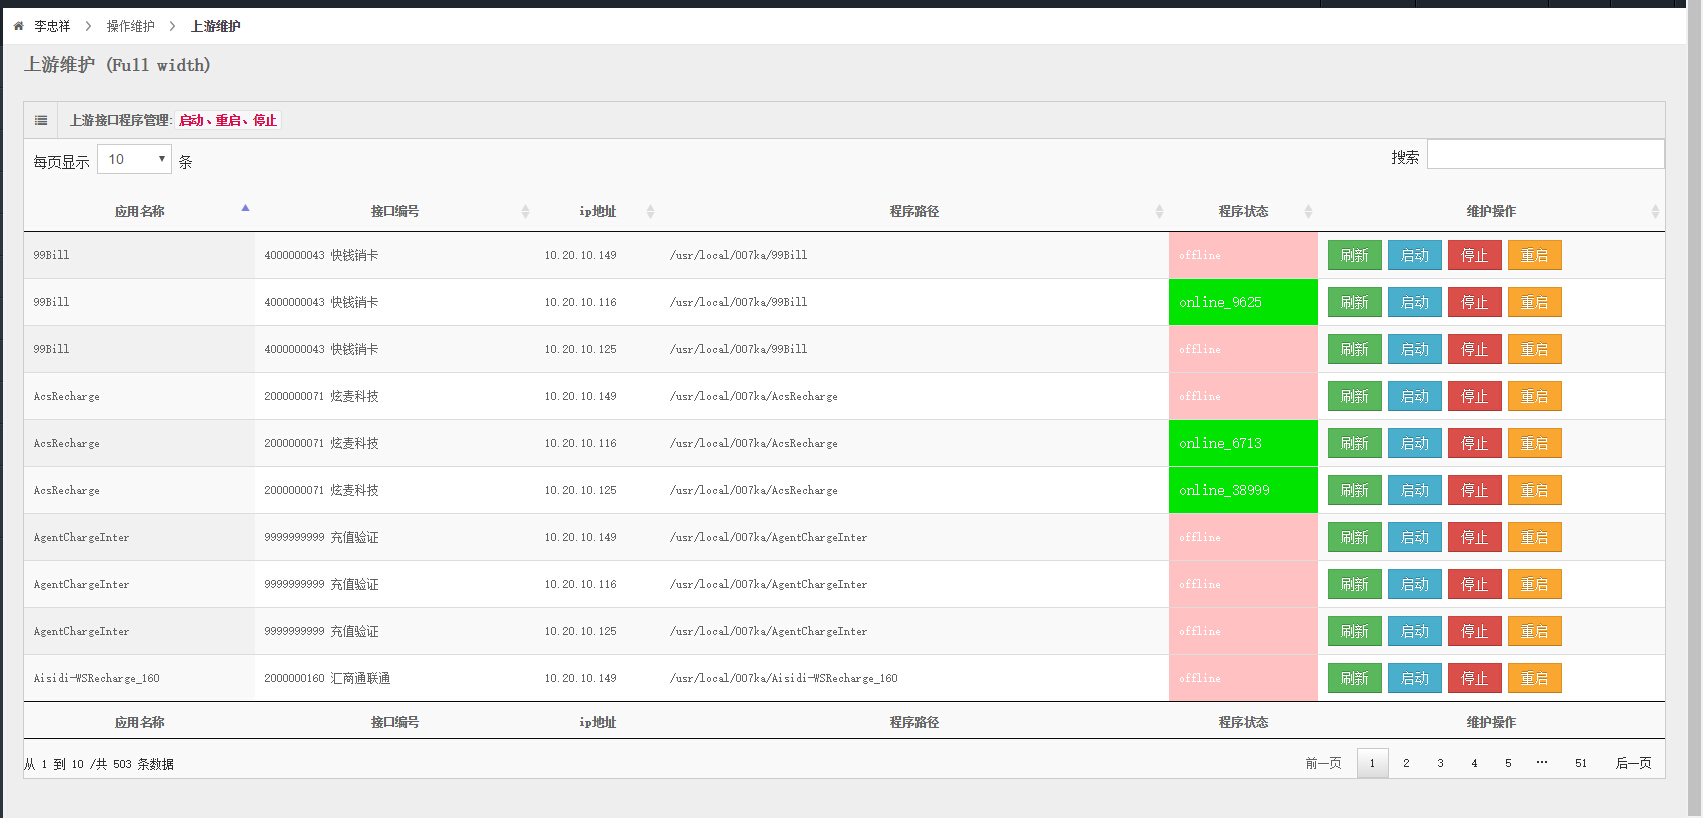 李忠祥 > 操作维护 > 上游维护
上游维护 (Full width)
上游接口程序管理: 启动、重启、停止
每页显示 10 条 搜索
应用名称 接口编号 ip地址 程序路径 程序状态 维护操作
99Bill 4000000043 快钱销卡 10.20.10.149 /usr/local/007ka/99Bill offline 刷新 启动 停止 重启
99Bill 4000000043 快钱销卡 10.20.10.116 /usr/local/007ka/99Bill online_9625 刷新 启动 停止 重启
99Bill 4000000043 快钱销卡 10.20.10.125 /usr/local/007ka/99Bill offline 刷新 启动 停止 重启
AcsRecharge 2000000071 炫麦科技 10.20.10.149 /usr/local/007ka/AcsRecharge offline 刷新 启动 停止 重启
AcsRecharge 2000000071 炫麦科技 10.20.10.116 /usr/local/007ka/AcsRecharge online_6713 刷新 启动 停止 重启
AcsRecharge 2000000071 炫麦科技 10.20.10.125 /usr/local/007ka/AcsRecharge online_38999 刷新 启动 停止 重启
AgentChargeInter 9999999999 充值验证 10.20.10.149 /usr/local/007ka/AgentChargeInter offline 刷新 启动 停止 重启
AgentChargeInter 9999999999 充值验证 10.20.10.116 /usr/local/007ka/AgentChargeInter offline 刷新 启动 停止 重启
AgentChargeInter 9999999999 充值验证 10.20.10.125 /usr/local/007ka/AgentChargeInter offline 刷新 启动 停止 重启
Aisidi-WSRecharge_160 2000000160 汇商通联通 10.20.10.149 /usr/local/007ka/Aisidi-WSRecharge_160 offline 刷新 启动 停止 重启
应用名称 接口编号 ip地址 程序路径 程序状态 维护操作
从 1 到 10 /共 503 条数据 前一页 1 2 3 4 5 … 51 后一页